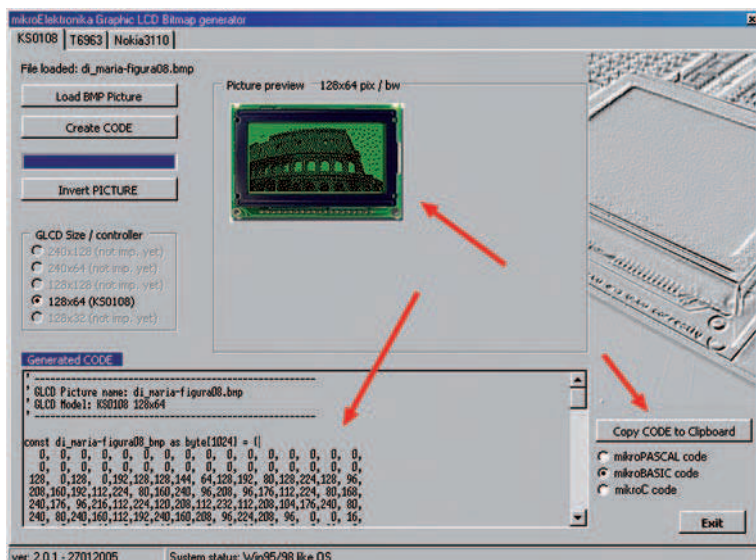 mikroElektronika Graphic LCD Bitmap generator
KS0108 T6963 Nokia3110
File loaded: di_maria-figura08.bmp
Load BMP Picture
Create CODE
Invert PICTURE
Picture preview 128x64 pix / bw
GLCD Size / controller
240x128 (not imp. yet)
240x64 (not imp. yet)
128x128 (not imp. yet)
128x64 (KS0108)
128x32 (not imp. yet)
Generated CODE
' GLCD Picture name: di_maria-figura08.bmp
' GLCD Model: KS0108 128x64
const di_maria-figura08_bmp as byte[1024] = (
0, 0, 0, 0, 0, 0, 0, 0, 0, 0, 0, 0, 0, 0, 0, 0,
0, 0, 0, 0, 0, 0, 0, 0, 0, 0, 0, 0, 0, 0, 0, 0,
128, 0,128, 0,192,128,128,144, 64,128,192, 80,128,224,128, 96,
208,160,192,112,224, 80,160,240, 96,208, 96,176,112,224, 80,168,
240,176, 96,216,112,224,120,208,112,232,112,208,104,176,240, 80,
240, 80,240,160,112,192,240,160,208, 96,224,208, 96, 0, 0, 16,
Copy CODE to Clipboard
mikroPASCAL code
mikroBASIC code
mikroC code
Exit
ver: 2.0.1 - 27012005 System status: Win95/98 like OS